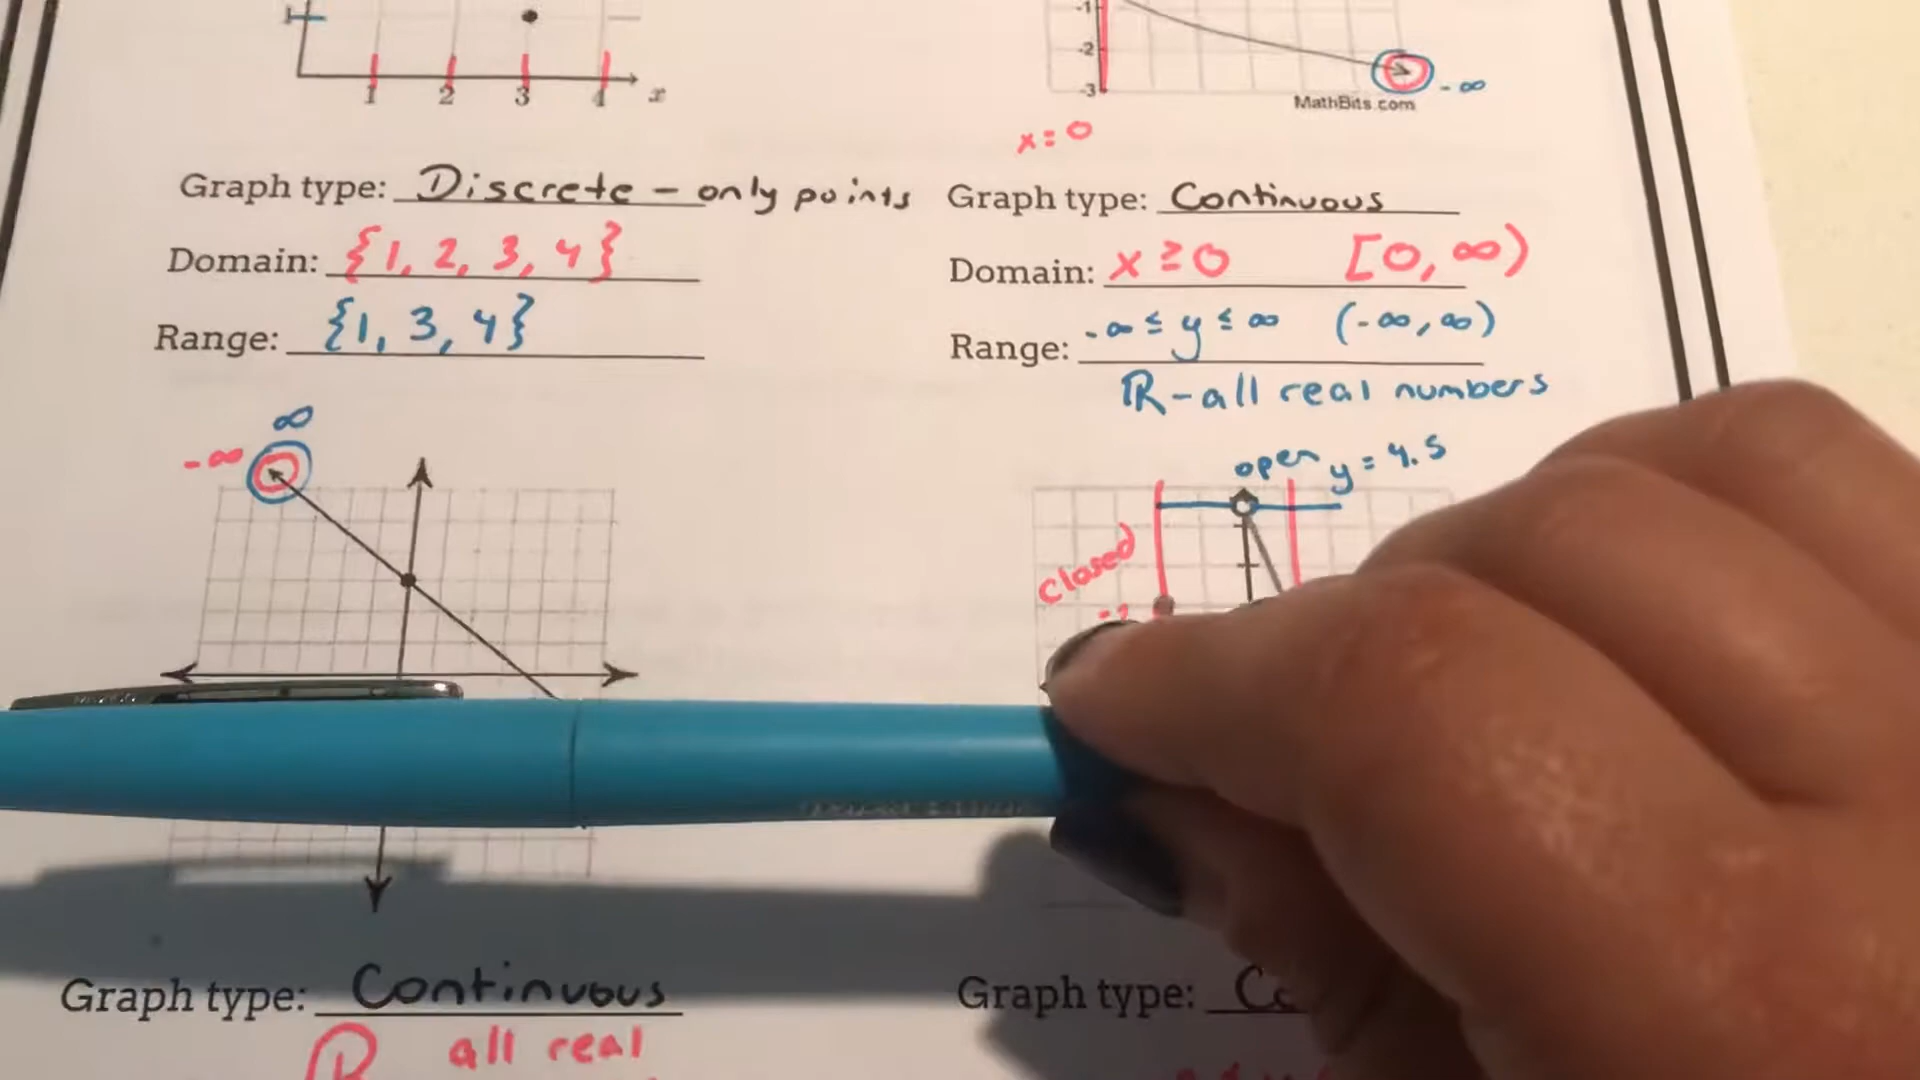 1 2 3 4 x
-1
-2
-3
- ∞
MathBits.com
x = 0
Graph type: Discrete - only points
Domain: {1, 2, 3, 4}
Range: {1, 3, 4}
Graph type: Continuous
Domain: x ≥ 0 [0, ∞)
Range: -∞ ≤ y ≤ ∞ (-∞, ∞)
ℝ - all real numbers
∞
- ∞
open y = 4.5
closed
Graph type: Continuous
ℝ all real
Graph type: